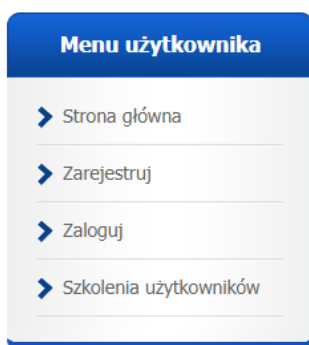 Menu użytkownika
Strona główna
Zarejestruj
Zaloguj
Szkolenia użytkowników